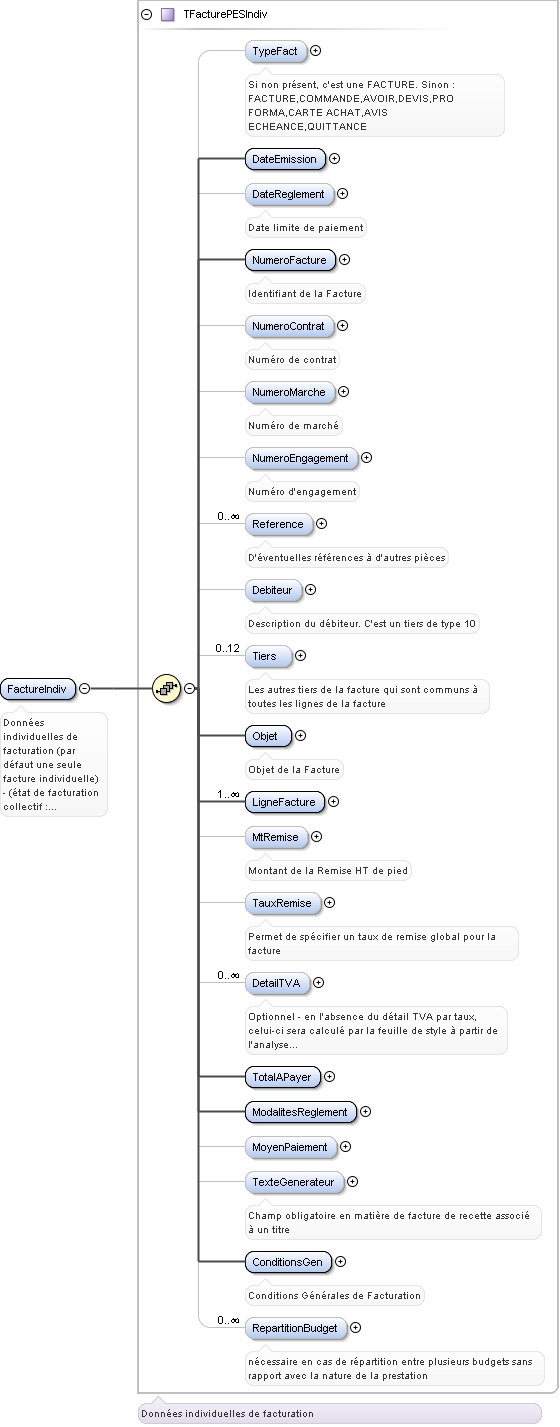 TFacturePESIndiv
TypeFact
Si non présent, c'est une FACTURE. Sinon :
FACTURE,COMMANDE,AVOIR,DEVIS,PRO
FORMA,CARTE ACHAT,AVIS
ECHEANCE,QUITTANCE
DateEmission
DateReglement
Date limite de paiement
NumeroFacture
Identifiant de la Facture
NumeroContrat
Numéro de contrat
NumeroMarche
Numéro de marché
NumeroEngagement
Numéro d'engagement
0..∞
Reference
D'éventuelles références à d'autres pièces
Debiteur
Description du débiteur. C'est un tiers de type 10
0..12
Tiers
Les autres tiers de la facture qui sont communs à
toutes les lignes de la facture
FactureIndiv
Données
individuelles de
facturation (par
défaut une seule
facture individuelle)
- (état de facturation
collectif :...
Objet
Objet de la Facture
1..∞
LigneFacture
MtRemise
Montant de la Remise HT de pied
TauxRemise
Permet de spécifier un taux de remise global pour la
facture
0..∞
DetailTVA
Optionnel - en l'absence du détail TVA par taux,
celui-ci sera calculé par la feuille de style à partir de
l'analyse...
TotalAPayer
ModalitesReglement
MoyenPaiement
TexteGenerateur
Champ obligatoire en matière de facture de recette associé
à un titre
ConditionsGen
Conditions Générales de Facturation
0..∞
RepartitionBudget
nécessaire en cas de répartition entre plusieurs budgets sans
rapport avec la nature de la prestation
Données individuelles de facturation